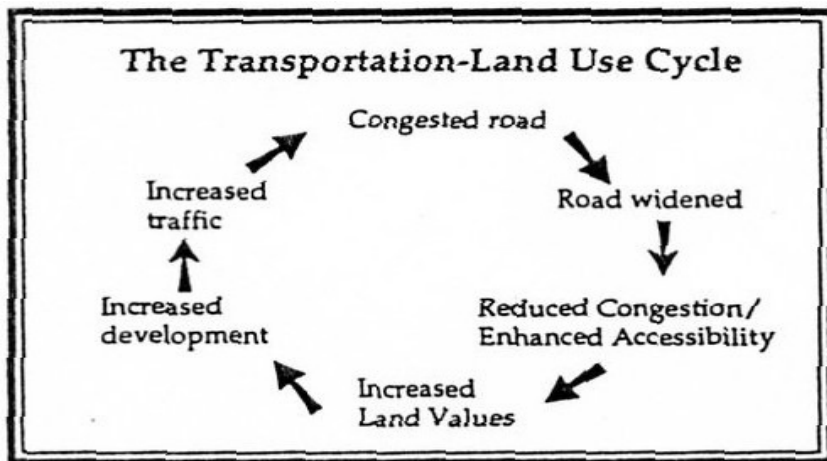 The Transportation-Land Use Cycle
Congested road
Road widened
Reduced Congestion/
Enhanced Accessibility
Increased
Land Values
Increased
development
Increased
traffic